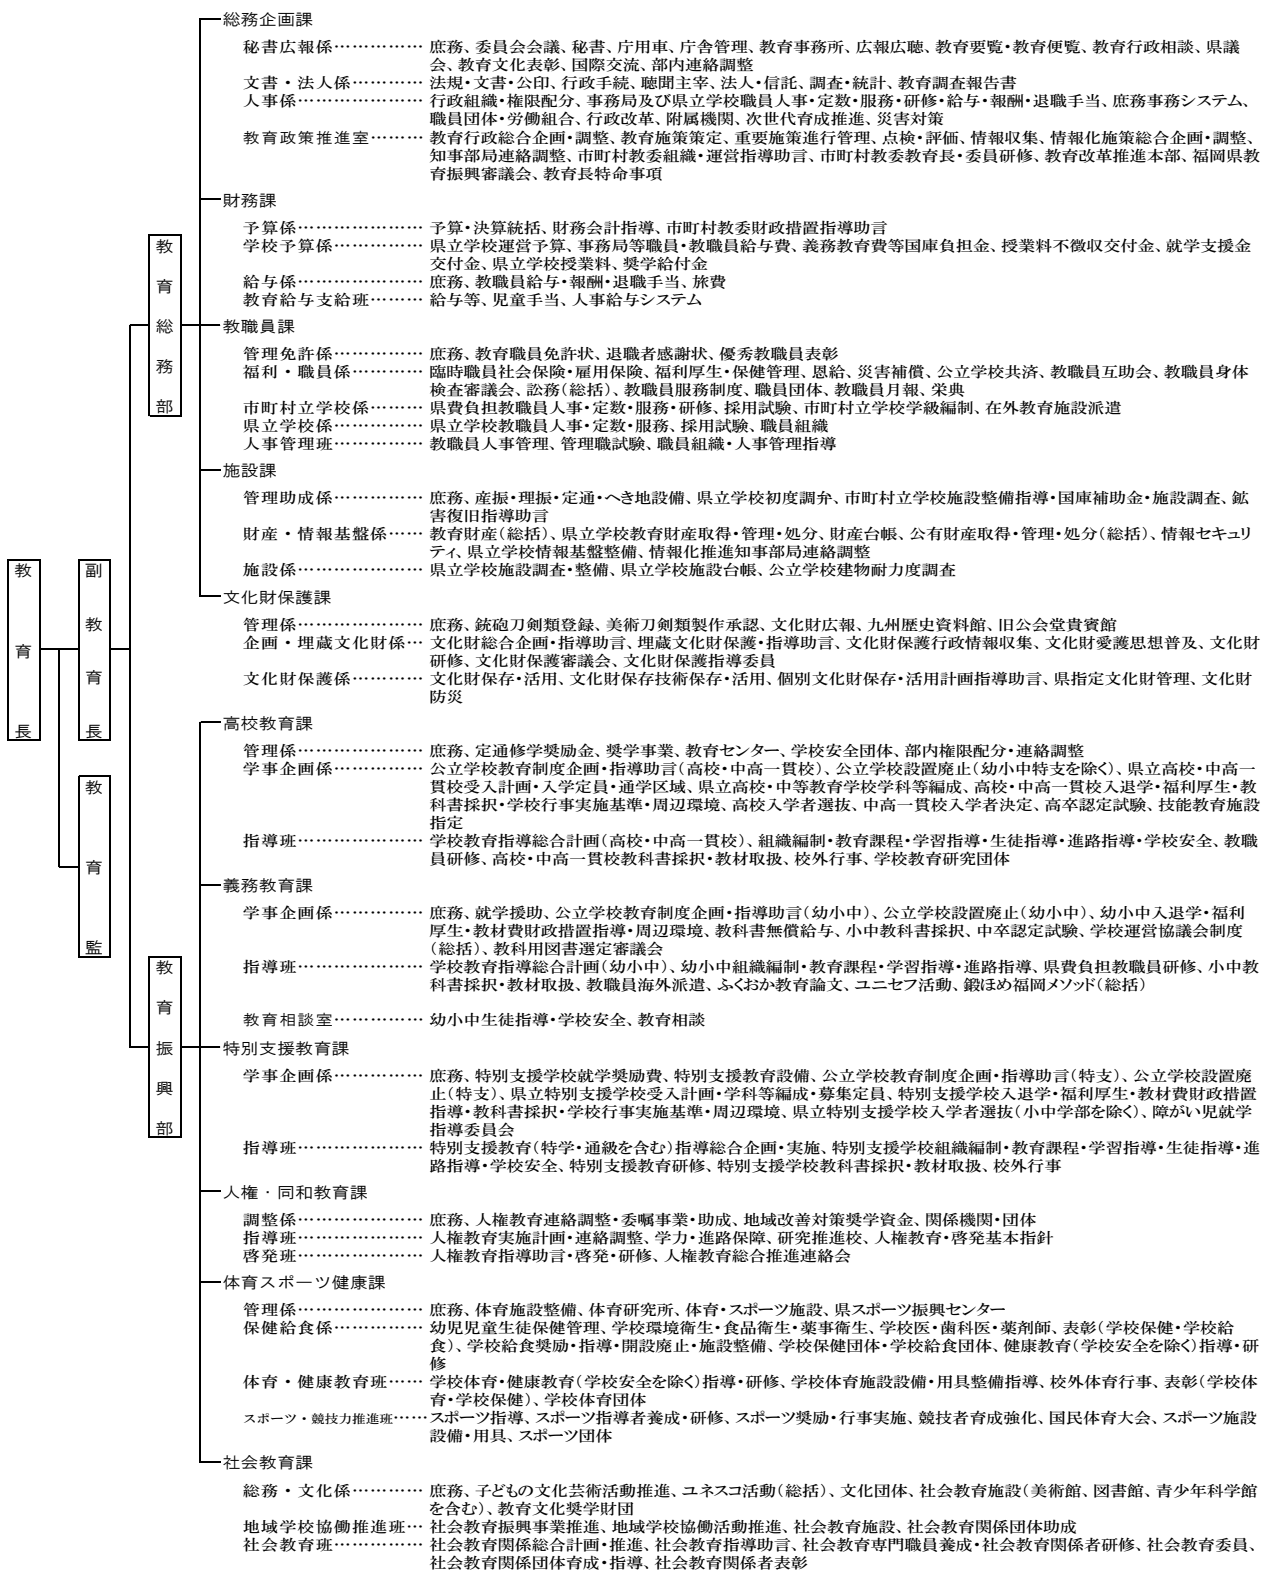 総務企画課
秘書広報係…………… 庶務、委員会会議、秘書、庁用車、庁舎管理、教育事務所、広報広聴、教育要覧・教育便覧、教育行政相談、県議
会、教育文化表彰、国際交流、部内連絡調整
文書・法人係………… 法規・文書・公印、行政手続、聴聞主宰、法人・信託、調査・統計、教育調査報告書
人事係………………… 行政組織・権限配分、事務局及び県立学校職員人事・定数・服務・研修・給与・報酬・退職手当、庶務事務システム、
職員団体・労働組合、行政改革、附属機関、次世代育成推進、災害対策
教育政策推進室……… 教育行政総合企画・調整、教育施策策定、重要施策進行管理、点検・評価、情報収集、情報化施策総合企画・調整、
知事部局連絡調整、市町村教委組織・運営指導助言、市町村教委教育長・委員研修、教育改革推進本部、福岡県教
育振興審議会、教育長特命事項
財務課
予算係………………… 予算・決算統括、財務会計指導、市町村教委財政措置指導助言
学校予算係…………… 県立学校運営予算、事務局等職員・教職員給与費、義務教育費等国庫負担金、授業料不徴収交付金、就学支援金
交付金、県立学校授業料、奨学給付金
給与係………………… 庶務、教職員給与・報酬・退職手当、旅費
教育給与支給班……… 給与等、児童手当、人事給与システム
教育総務部
教職員課
管理免許係…………… 庶務、教育職員免許状、退職者感謝状、優秀教職員表彰
福利・職員係………… 臨時職員社会保険・雇用保険、福利厚生・保健管理、恩給、災害補償、公立学校共済、教職員互助会、教職員身体
検査審議会、訟務（総括）、教職員服務制度、職員団体、教職員月報、栄典
市町村立学校係……… 県費負担教職員人事・定数・服務・研修、採用試験、市町村立学校学級編制、在外教育施設派遣
県立学校係…………… 県立学校教職員人事・定数・服務、採用試験、職員組織
人事管理班…………… 教職員人事管理、管理職試験、職員組織・人事管理指導
施設課
管理助成係…………… 庶務、産振・理振・定通・へき地設備、県立学校初度調弁、市町村立学校施設整備指導・国庫補助金・施設調査、鉱
害復旧指導助言
財産・情報基盤係…… 教育財産（総括）、県立学校教育財産取得・管理・処分、財産台帳、公有財産取得・管理・処分（総括）、情報セキュリ
ティ、県立学校情報基盤整備、情報化推進知事部局連絡調整
施設係………………… 県立学校施設調査・整備、県立学校施設台帳、公立学校建物耐力度調査
文化財保護課
管理係………………… 庶務、銃砲刀剣類登録、美術刀剣類製作承認、文化財広報、九州歴史資料館、旧公会堂貴賓館
企画・埋蔵文化財係… 文化財総合企画・指導助言、埋蔵文化財保護・指導助言、文化財保護行政情報収集、文化財愛護思想普及、文化財
研修、文化財保護審議会、文化財保護指導委員
文化財保護係………… 文化財保存・活用、文化財保存技術保存・活用、個別文化財保存・活用計画指導助言、県指定文化財管理、文化財
防災
教育長
副教育長
教育監
高校教育課
管理係………………… 庶務、定通修学奨励金、奨学事業、教育センター、学校安全団体、部内権限配分・連絡調整
学事企画係…………… 公立学校教育制度企画・指導助言（高校・中高一貫校）、公立学校設置廃止（幼小中特支を除く）、県立高校・中高一
貫校受入計画・入学定員・通学区域、県立高校・中等教育学校学科等編成、高校・中高一貫校入退学・福利厚生・教
科書採択・学校行事実施基準・周辺環境、高校入学者選抜、中高一貫校入学者決定、高卒認定試験、技能教育施設
指定
指導班………………… 学校教育指導総合計画（高校・中高一貫校）、組織編制・教育課程・学習指導・生徒指導・進路指導・学校安全、教職
員研修、高校・中高一貫校教科書採択・教材取扱、校外行事、学校教育研究団体
義務教育課
学事企画係…………… 庶務、就学援助、公立学校教育制度企画・指導助言（幼小中）、公立学校設置廃止（幼小中）、幼小中入退学・福利
厚生・教材費財政措置指導・周辺環境、教科書無償給与、小中教科書採択、中卒認定試験、学校運営協議会制度
（総括）、教科用図書選定審議会
指導班………………… 学校教育指導総合計画（幼小中）、幼小中組織編制・教育課程・学習指導・進路指導、県費負担教職員研修、小中教
科書採択・教材取扱、教職員海外派遣、ふくおか教育論文、ユニセフ活動、鍛ほめ福岡メソッド（総括）
教育相談室…………… 幼小中生徒指導・学校安全、教育相談
教育振興部
特別支援教育課
学事企画係…………… 庶務、特別支援学校就学奨励費、特別支援教育設備、公立学校教育制度企画・指導助言（特支）、公立学校設置廃
止（特支）、県立特別支援学校受入計画・学科等編成・募集定員、特別支援学校入退学・福利厚生・教材費財政措置
指導・教科書採択・学校行事実施基準・周辺環境、県立特別支援学校入学者選抜（小中学部を除く）、障がい児就学
指導委員会
指導班………………… 特別支援教育（特学・通級を含む）指導総合企画・実施、特別支援学校組織編制・教育課程・学習指導・生徒指導・進
路指導・学校安全、特別支援教育研修、特別支援学校教科書採択・教材取扱、校外行事
人権・同和教育課
調整係………………… 庶務、人権教育連絡調整・委嘱事業・助成、地域改善対策奨学資金、関係機関・団体
指導班………………… 人権教育実施計画・連絡調整、学力・進路保障、研究推進校、人権教育・啓発基本指針
啓発班………………… 人権教育指導助言・啓発・研修、人権教育総合推進連絡会
体育スポーツ健康課
管理係………………… 庶務、体育施設整備、体育研究所、体育・スポーツ施設、県スポーツ振興センター
保健給食係…………… 幼児児童生徒保健管理、学校環境衛生・食品衛生・薬事衛生、学校医・歯科医・薬剤師、表彰（学校保健・学校給
食）、学校給食奨励・指導・開設廃止・施設整備、学校保健団体・学校給食団体、健康教育（学校安全を除く）指導・研
修
体育・健康教育班…… 学校体育・健康教育（学校安全を除く）指導・研修、学校体育施設設備・用具整備指導、校外体育行事、表彰（学校体
育・学校保健）、学校体育団体
スポーツ・競技力推進班……スポーツ指導、スポーツ指導者養成・研修、スポーツ奨励・行事実施、競技者育成強化、国民体育大会、スポーツ施設
設備・用具、スポーツ団体
社会教育課
総務・文化係………… 庶務、子どもの文化芸術活動推進、ユネスコ活動（総括）、文化団体、社会教育施設（美術館、図書館、青少年科学館
を含む）、教育文化奨学財団
地域学校協働推進班… 社会教育振興事業推進、地域学校協働活動推進、社会教育施設、社会教育関係団体助成
社会教育班…………… 社会教育関係総合計画・推進、社会教育指導助言、社会教育専門職員養成・社会教育関係者研修、社会教育委員、
社会教育関係団体育成・指導、社会教育関係者表彰